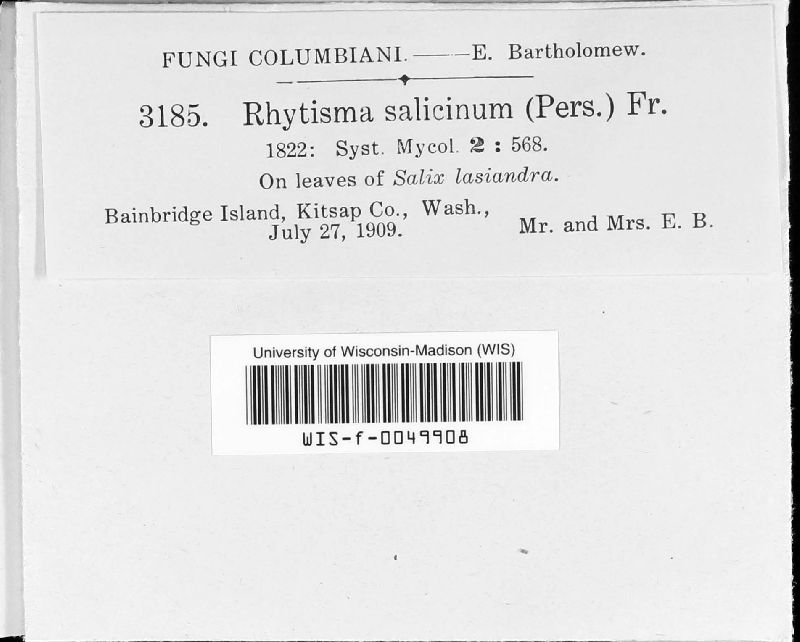 FUNGI COLUMBIANI. —— E. Bartholomew.
3185. Rhytisma salicinum (Pers.) Fr.
1822: Syst. Mycol. 2 : 568.
On leaves of Salix lasiandra.
Bainbridge Island, Kitsap Co., Wash.,
July 27, 1909. Mr. and Mrs. E. B.
University of Wisconsin-Madison (WIS)
WIS-f-0049908